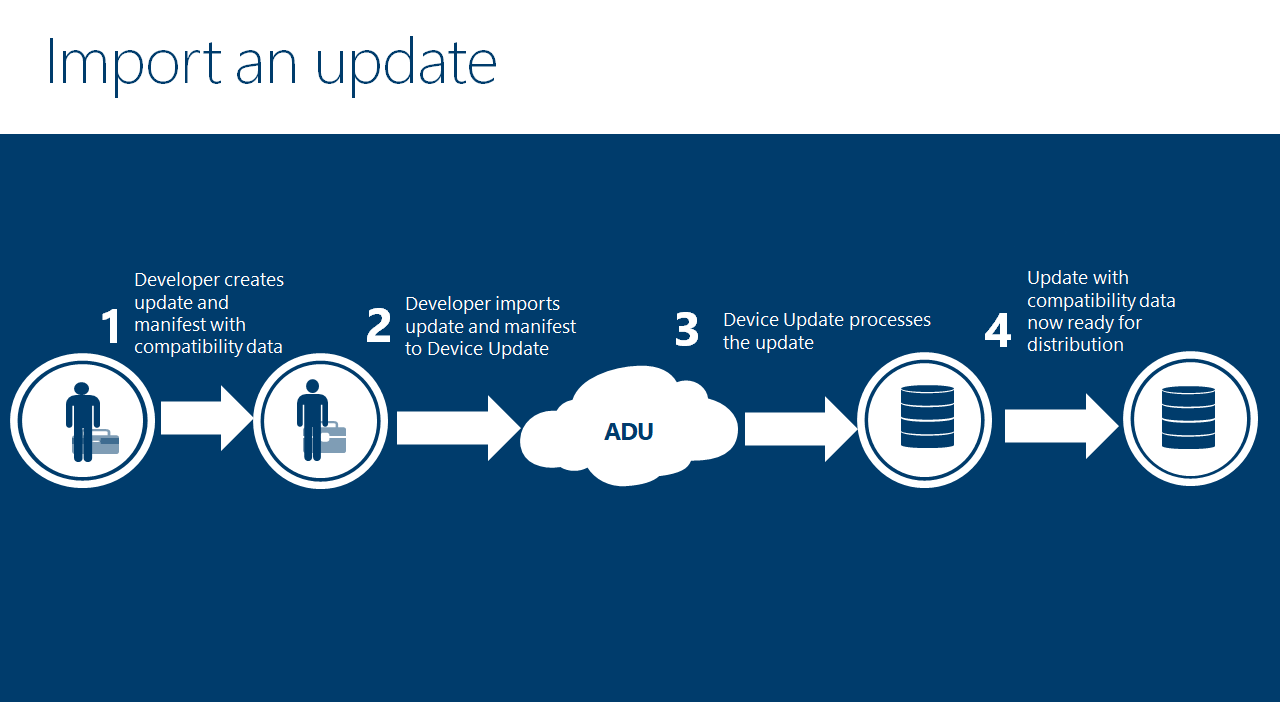 Import an update
1
Developer creates
update and
manifest with
compatibility data
2
Developer imports
update and manifest
to Device Update
3
Device Update processes
the update
4
Update with
compatibility data
now ready for
distribution
ADU